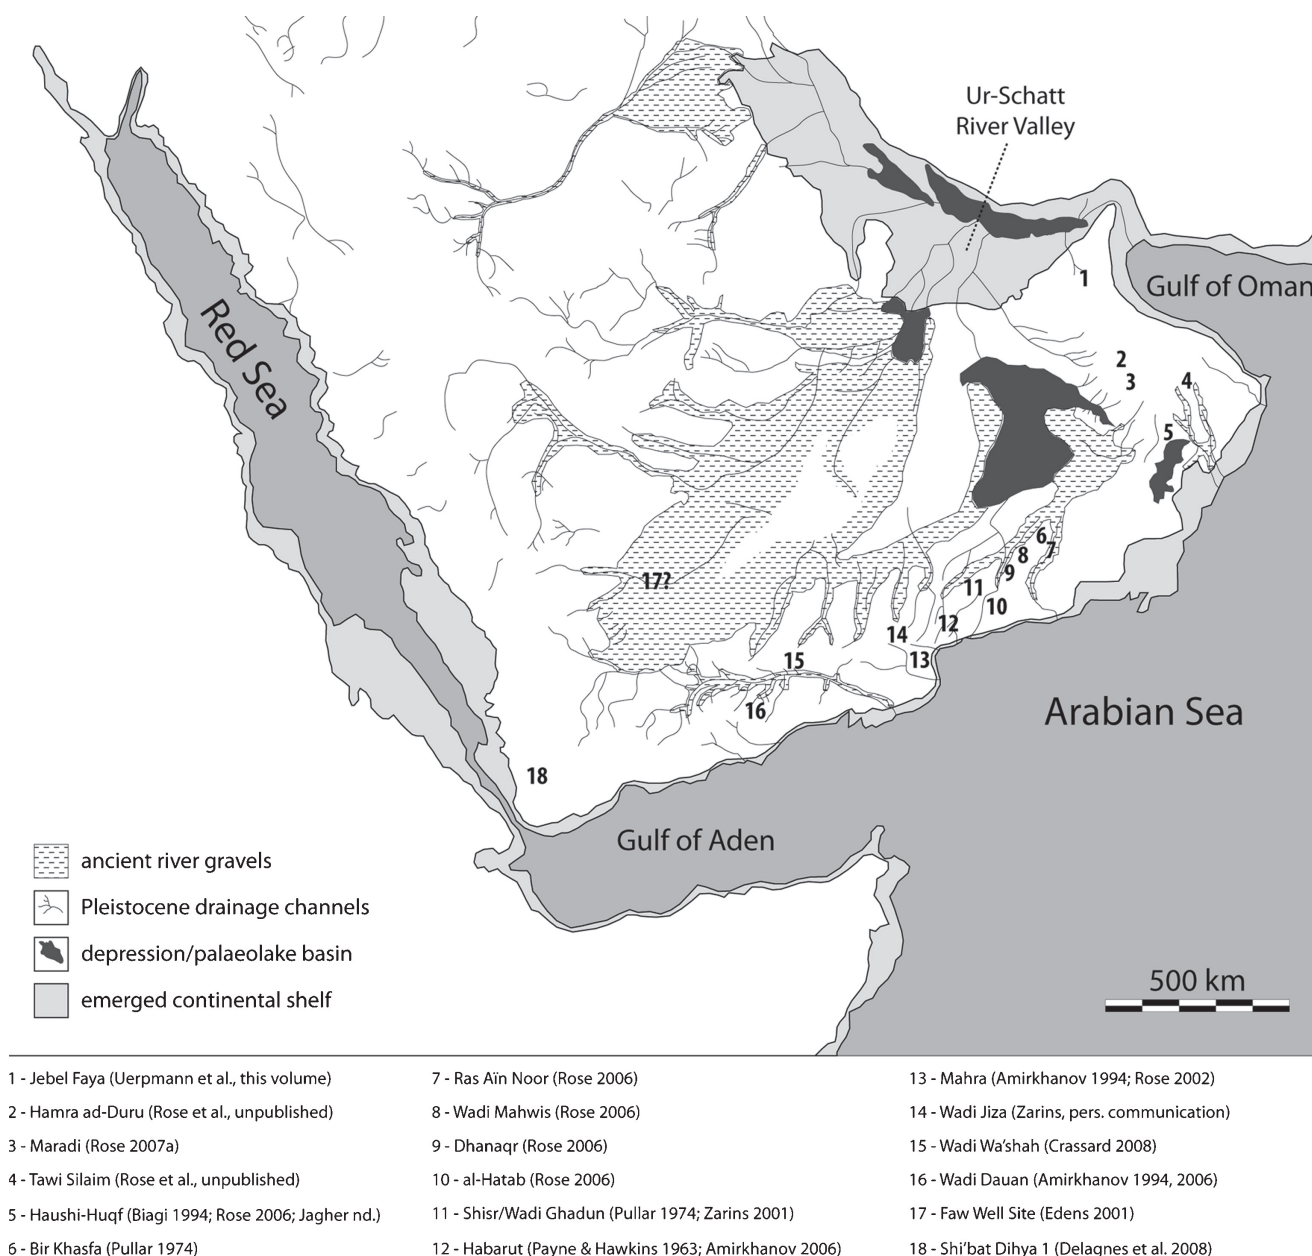 Ur-Schatt
River Valley
1
Gulf of Oman
Red Sea
2
3
4
5
6
7
8
9
17?
11
10
12
14
13
15
16
Arabian Sea
18
Gulf of Aden
ancient river gravels
Pleistocene drainage channels
depression/palaeolake basin
emerged continental shelf
500 km
1 - Jebel Faya (Uerpmann et al., this volume)
2 - Hamra ad-Duru (Rose et al., unpublished)
3 - Maradi (Rose 2007a)
4 - Tawi Silaim (Rose et al., unpublished)
5 - Haushi-Huqf (Biagi 1994; Rose 2006; Jagher nd.)
6 - Bir Khasfa (Pullar 1974)
7 - Ras Aïn Noor (Rose 2006)
8 - Wadi Mahwis (Rose 2006)
9 - Dhanaqr (Rose 2006)
10 - al-Hatab (Rose 2006)
11 - Shisr/Wadi Ghadun (Pullar 1974; Zarins 2001)
12 - Habarut (Payne & Hawkins 1963; Amirkhanov 2006)
13 - Mahra (Amirkhanov 1994; Rose 2002)
14 - Wadi Jiza (Zarins, pers. communication)
15 - Wadi Wa'shah (Crassard 2008)
16 - Wadi Dauan (Amirkhanov 1994, 2006)
17 - Faw Well Site (Edens 2001)
18 - Shi'bat Dihya 1 (Delagnes et al. 2008)